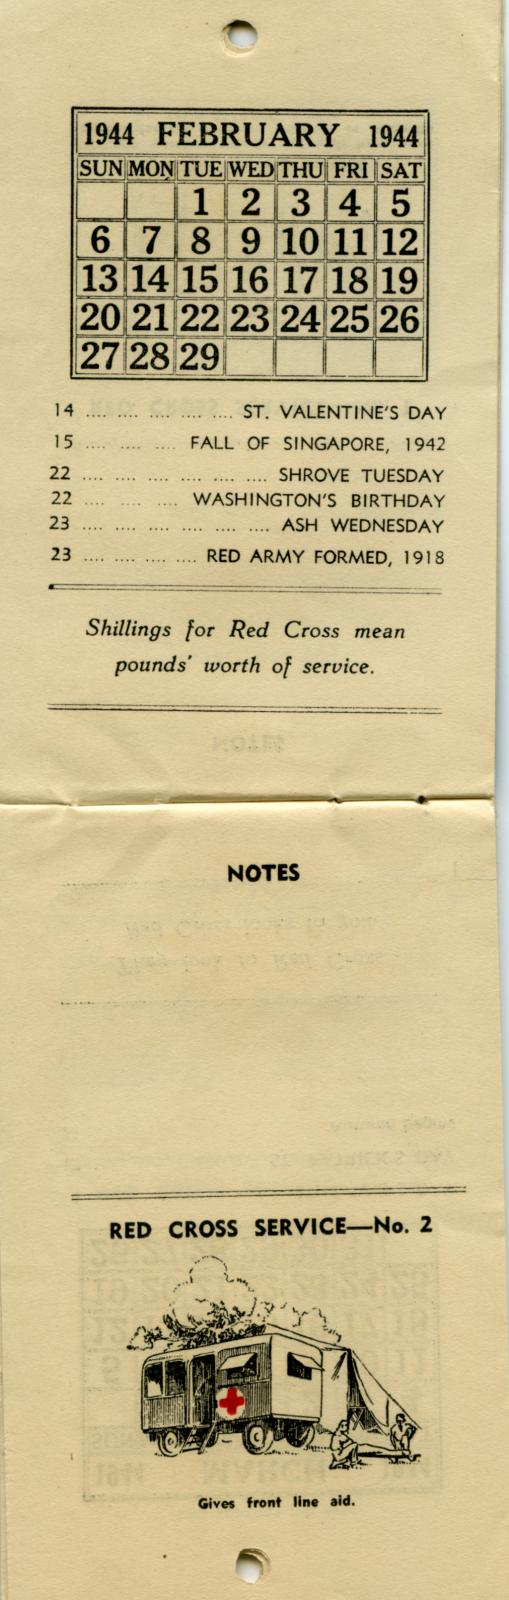 1944 FEBRUARY 1944
SUN MON TUE WED THU FRI SAT
1 2 3 4 5
6 7 8 9 10 11 12
13 14 15 16 17 18 19
20 21 22 23 24 25 26
27 28 29
14 .... .... .... .... .... .... ST. VALENTINE'S DAY
15 .... .... .... .... FALL OF SINGAPORE, 1942
22 .... .... .... .... .... .... .... SHROVE TUESDAY
22 .... .... .... .... WASHINGTON'S BIRTHDAY
23 .... .... .... .... .... .... .... ASH WEDNESDAY
23 .... .... .... .... RED ARMY FORMED, 1918
Shillings for Red Cross mean
pounds' worth of service.
NOTES
RED CROSS SERVICE—No. 2
Gives front line aid.